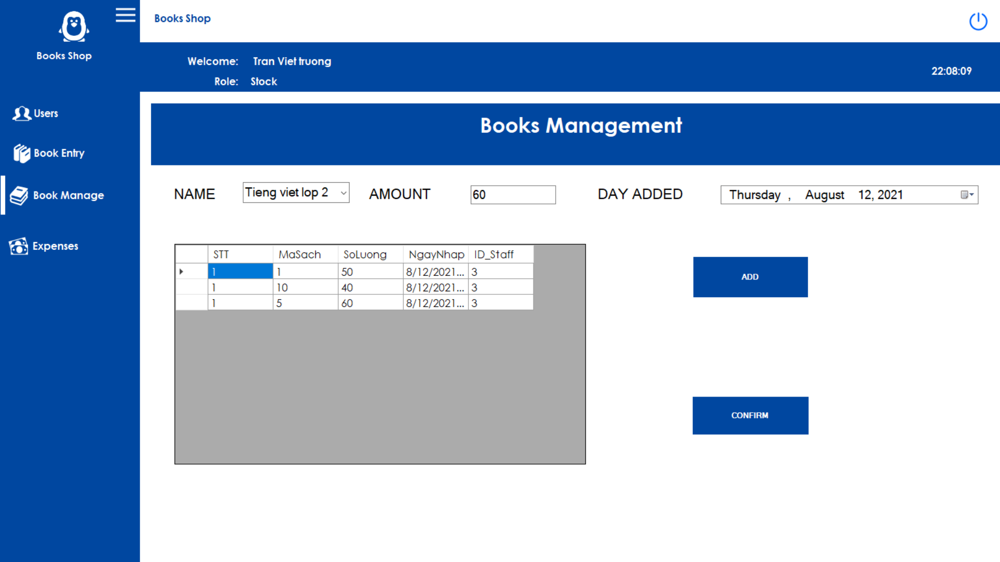 Books Shop
Books Shop
Welcome: Tran Viet truong
Role: Stock
22:08:09
Users
Book Entry
Book Manage
Expenses
Books Management
NAME Tieng viet lop 2 AMOUNT 60 DAY ADDED Thursday , August 12, 2021
STT MaSach SoLuong NgayNhap ID_Staff
1 1 50 8/12/2021... 3
1 10 40 8/12/2021... 3
1 5 60 8/12/2021... 3
ADD
CONFIRM